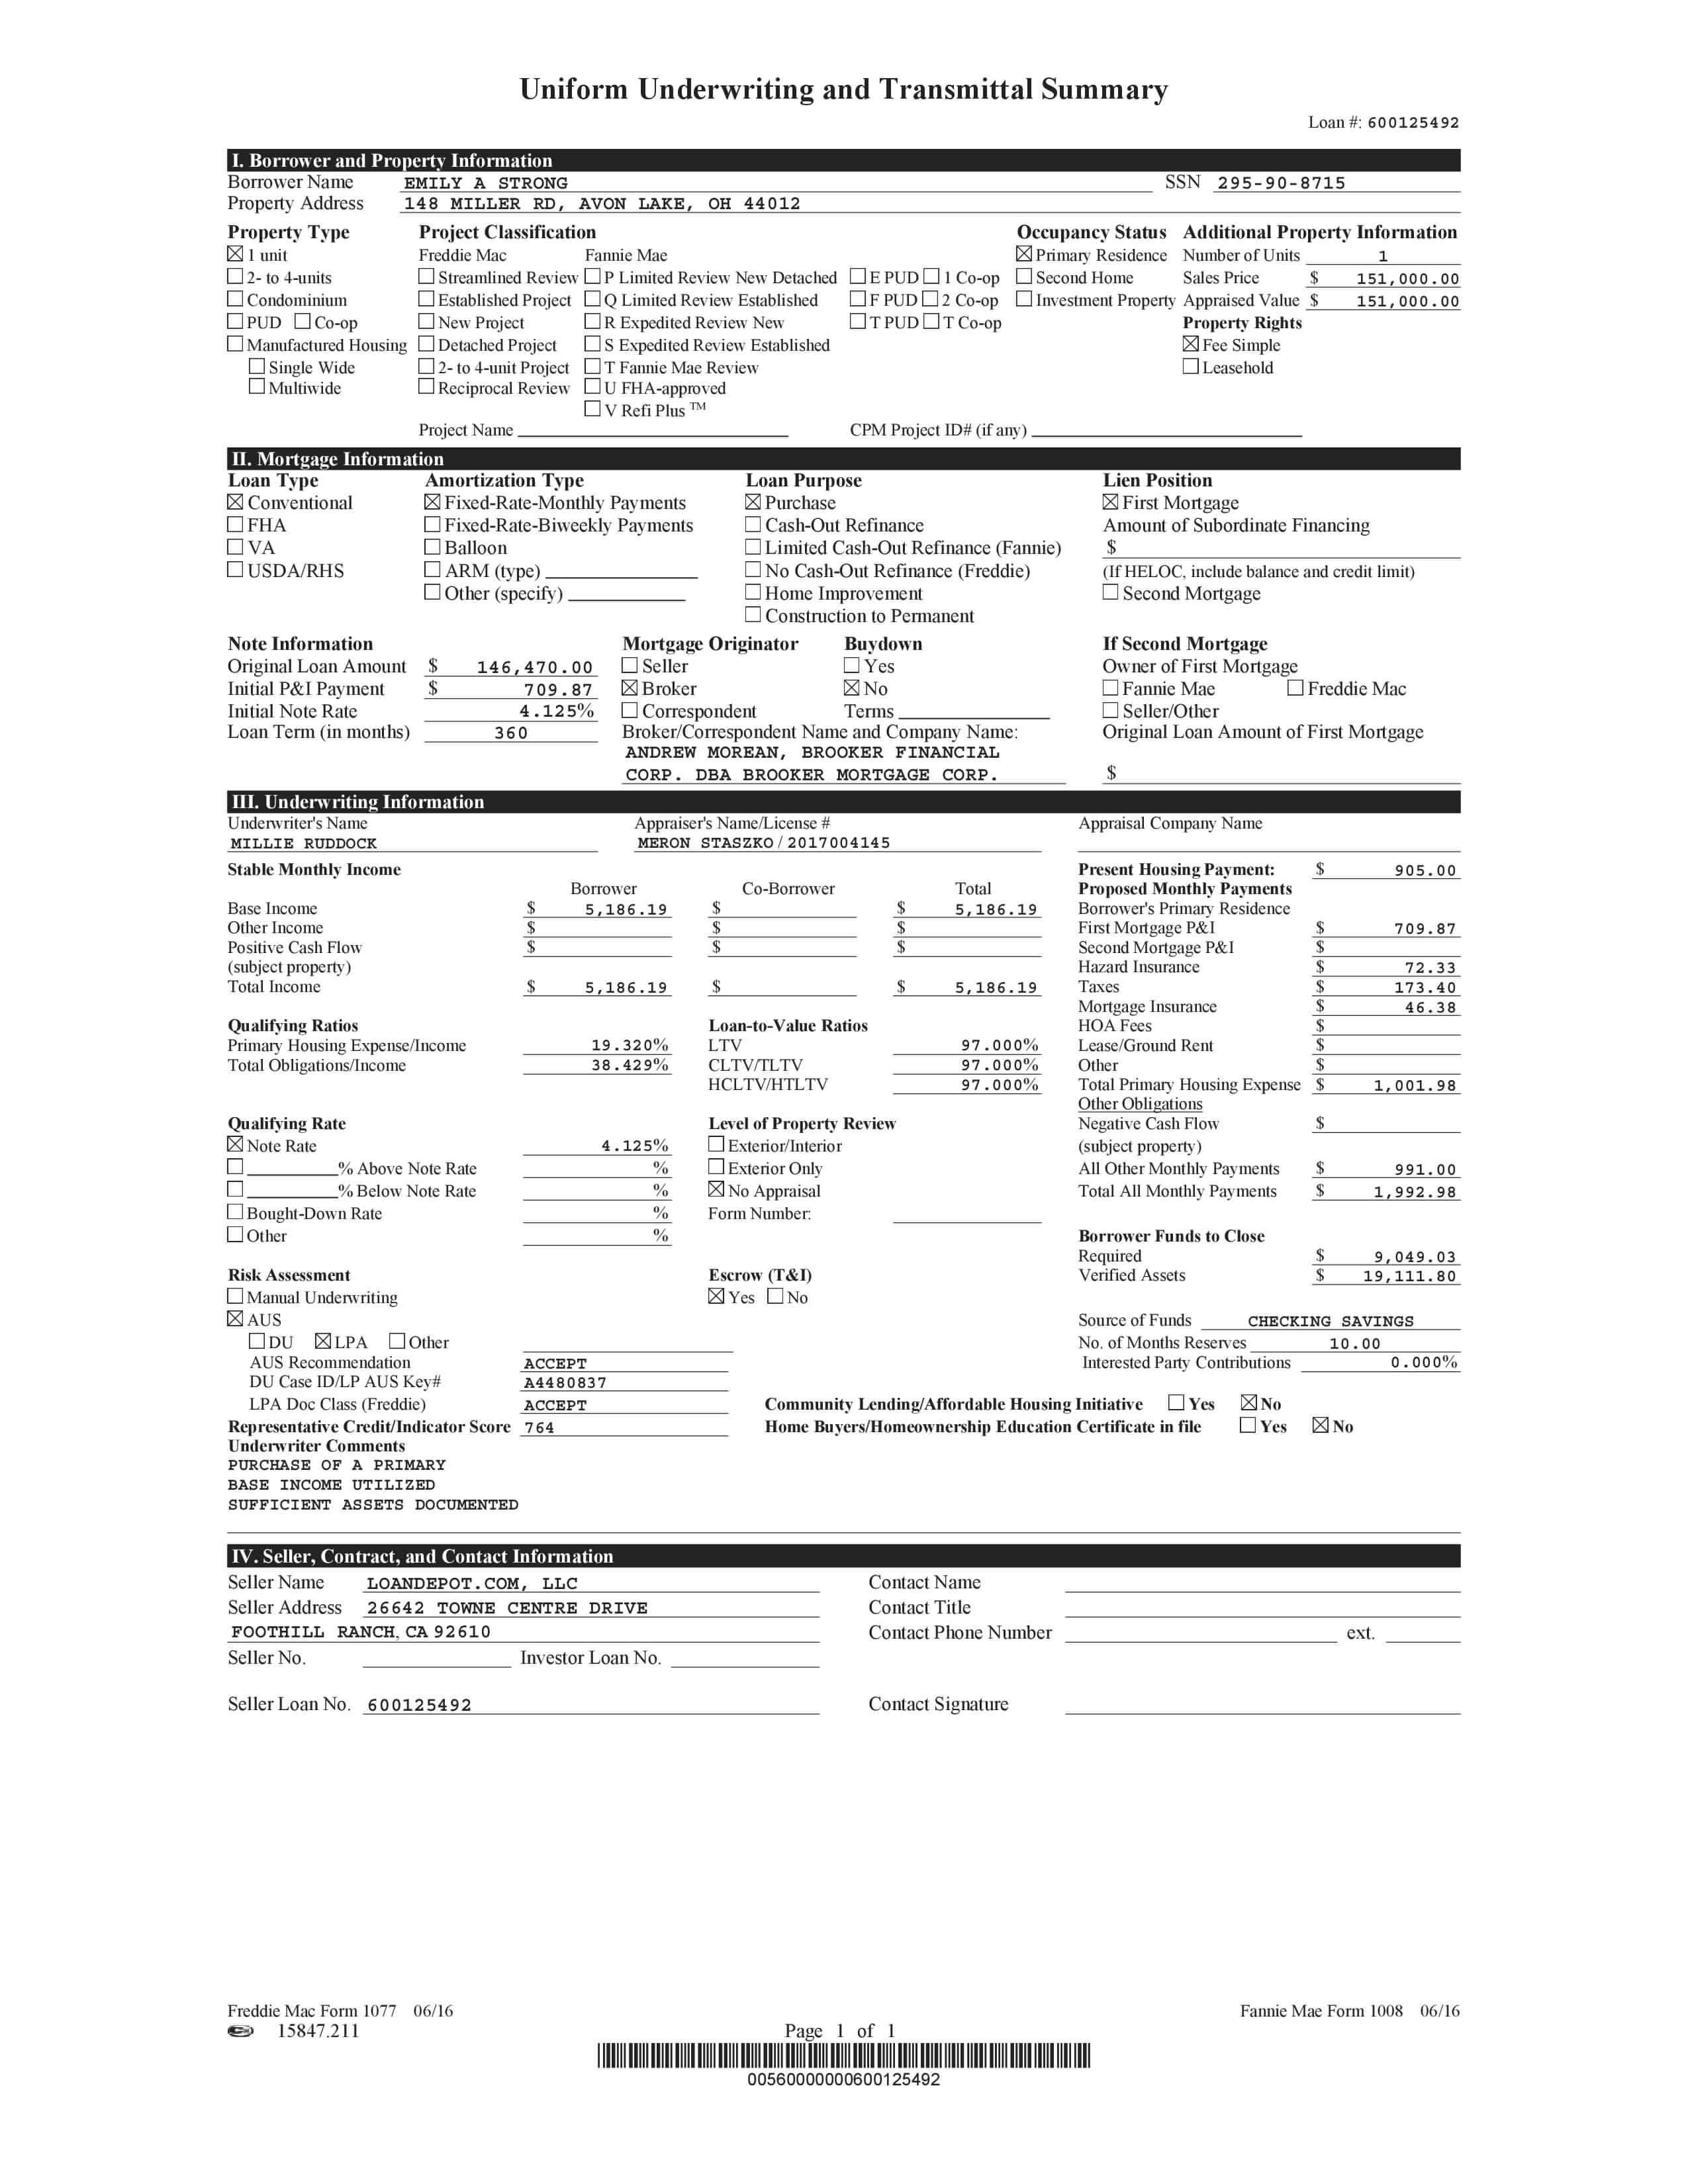 Uniform Underwriting and Transmittal Summary
Loan #: 600125492
I. Borrower and Property Information
Borrower Name EMILY A STRONG SSN 295-90-8715
Property Address 148 MILLER RD, AVON LAKE, OH 44012
Property Type Project Classification Occupancy Status Additional Property Information
☒ 1 unit Freddie Mac Fannie Mae ☒ Primary Residence Number of Units 1
☐ 2- to 4-units ☐ Streamlined Review ☐ P Limited Review New Detached ☐ E PUD ☐ 1 Co-op ☐ Second Home Sales Price $ 151,000.00
☐ Condominium ☐ Established Project ☐ Q Limited Review Established ☐ F PUD ☐ 2 Co-op ☐ Investment Property Appraised Value $ 151,000.00
☐ PUD ☐ Co-op ☐ New Project ☐ R Expedited Review New ☐ T PUD ☐ T Co-op Property Rights
☐ Manufactured Housing ☐ Detached Project ☐ S Expedited Review Established ☒ Fee Simple
☐ Single Wide ☐ 2- to 4-unit Project ☐ T Fannie Mae Review ☐ Leasehold
☐ Multiwide ☐ Reciprocal Review ☐ U FHA-approved
☐ V Refi Plus TM
Project Name CPM Project ID# (if any)
II. Mortgage Information
Loan Type Amortization Type Loan Purpose Lien Position
☒ Conventional ☒ Fixed-Rate-Monthly Payments ☒ Purchase ☒ First Mortgage
☐ FHA ☐ Fixed-Rate-Biweekly Payments ☐ Cash-Out Refinance Amount of Subordinate Financing
☐ VA ☐ Balloon ☐ Limited Cash-Out Refinance (Fannie) $
☐ USDA/RHS ☐ ARM (type) ☐ No Cash-Out Refinance (Freddie) (If HELOC, include balance and credit limit)
☐ Other (specify) ☐ Home Improvement ☐ Second Mortgage
☐ Construction to Permanent
Note Information Mortgage Originator Buydown If Second Mortgage
Original Loan Amount $ 146,470.00 ☐ Seller ☐ Yes Owner of First Mortgage
Initial P&I Payment $ 709.87 ☒ Broker ☒ No ☐ Fannie Mae ☐ Freddie Mac
Initial Note Rate 4.125% ☐ Correspondent Terms ☐ Seller/Other
Loan Term (in months) 360 Broker/Correspondent Name and Company Name: Original Loan Amount of First Mortgage
ANDREW MOREAN, BROOKER FINANCIAL
CORP. DBA BROOKER MORTGAGE CORP. $
III. Underwriting Information
Underwriter's Name Appraiser's Name/License # Appraisal Company Name
MILLIE RUDDOCK MERON STASZKO / 2017004145
Stable Monthly Income Present Housing Payment: $ 905.00
Borrower Co-Borrower Total Proposed Monthly Payments
Base Income $ 5,186.19 $ $ 5,186.19 Borrower's Primary Residence
Other Income $ $ $ First Mortgage P&I $ 709.87
Positive Cash Flow $ $ $ Second Mortgage P&I $
(subject property) Hazard Insurance $ 72.33
Total Income $ 5,186.19 $ $ 5,186.19 Taxes $ 173.40
Mortgage Insurance $ 46.38
Qualifying Ratios Loan-to-Value Ratios HOA Fees $
Primary Housing Expense/Income 19.320% LTV 97.000% Lease/Ground Rent $
Total Obligations/Income 38.429% CLTV/TLTV 97.000% Other $
HCLTV/HTLTV 97.000% Total Primary Housing Expense $ 1,001.98
Other Obligations
Qualifying Rate Level of Property Review Negative Cash Flow $
☒ Note Rate 4.125% ☐ Exterior/Interior (subject property)
☐ % Above Note Rate % ☐ Exterior Only All Other Monthly Payments $ 991.00
☐ % Below Note Rate % ☒ No Appraisal Total All Monthly Payments $ 1,992.98
☐ Bought-Down Rate % Form Number:
☐ Other % Borrower Funds to Close
Required $ 9,049.03
Risk Assessment Escrow (T&I) Verified Assets $ 19,111.80
☐ Manual Underwriting ☒ Yes ☐ No
☒ AUS Source of Funds CHECKING SAVINGS
☐ DU ☒ LPA ☐ Other No. of Months Reserves 10.00
AUS Recommendation ACCEPT Interested Party Contributions 0.000%
DU Case ID/LP AUS Key# A4480837
LPA Doc Class (Freddie) ACCEPT Community Lending/Affordable Housing Initiative ☐ Yes ☒ No
Representative Credit/Indicator Score 764 Home Buyers/Homeownership Education Certificate in file ☐ Yes ☒ No
Underwriter Comments
PURCHASE OF A PRIMARY
BASE INCOME UTILIZED
SUFFICIENT ASSETS DOCUMENTED
IV. Seller, Contract, and Contact Information
Seller Name LOANDEPOT.COM, LLC Contact Name
Seller Address 26642 TOWNE CENTRE DRIVE Contact Title
FOOTHILL RANCH, CA 92610 Contact Phone Number ext.
Seller No. Investor Loan No.
Seller Loan No. 600125492 Contact Signature
Freddie Mac Form 1077 06/16 Fannie Mae Form 1008 06/16
15847.211 Page 1 of 1
00560000000600125492